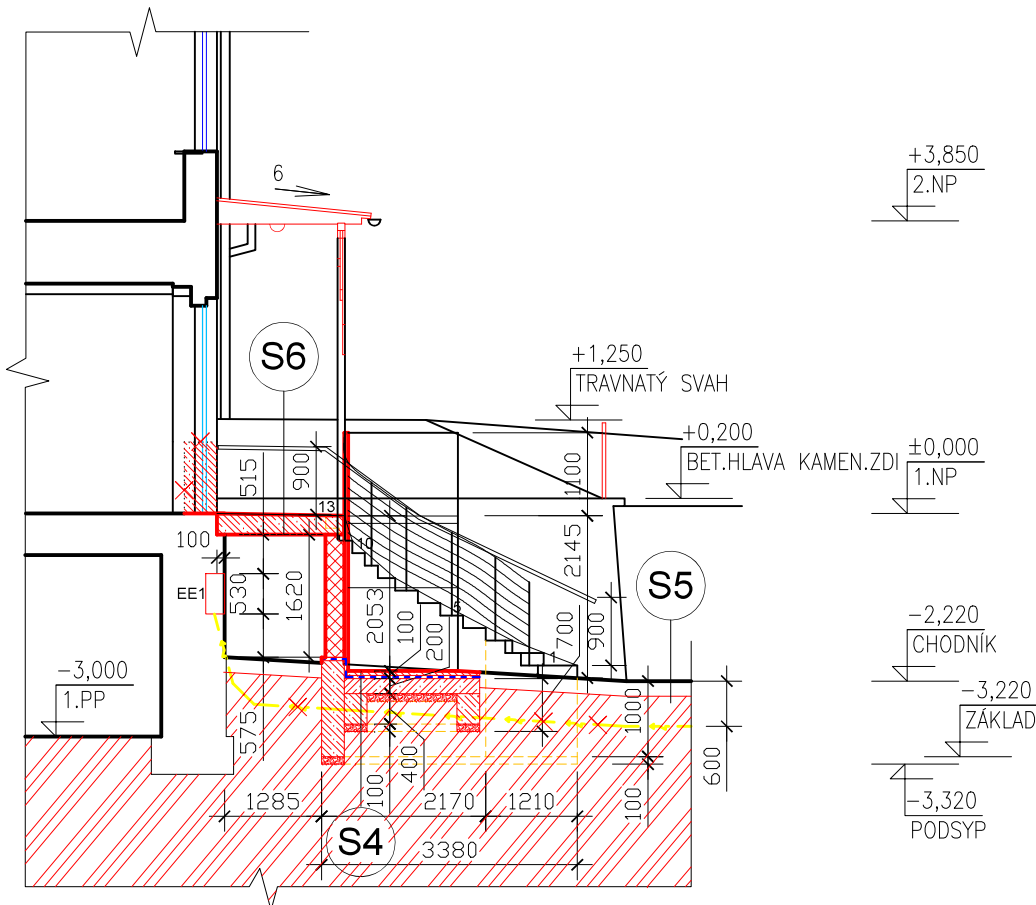 +3,850
2.NP
6
S6
+1,250
TRAVNATÝ SVAH
+0,200
BET.HLAVA KAMEN.ZDI
±0,000
1.NP
515
900
1100
13
10
5
1
100
EE1
530
1620
2053
100
200
2145
700
900
S5
-2,220
CHODNÍK
-3,000
1.PP
-3,220
ZÁKLAD
575
100
400
1000
600
100
1285
2170
1210
-3,320
PODSYP
S4
3380